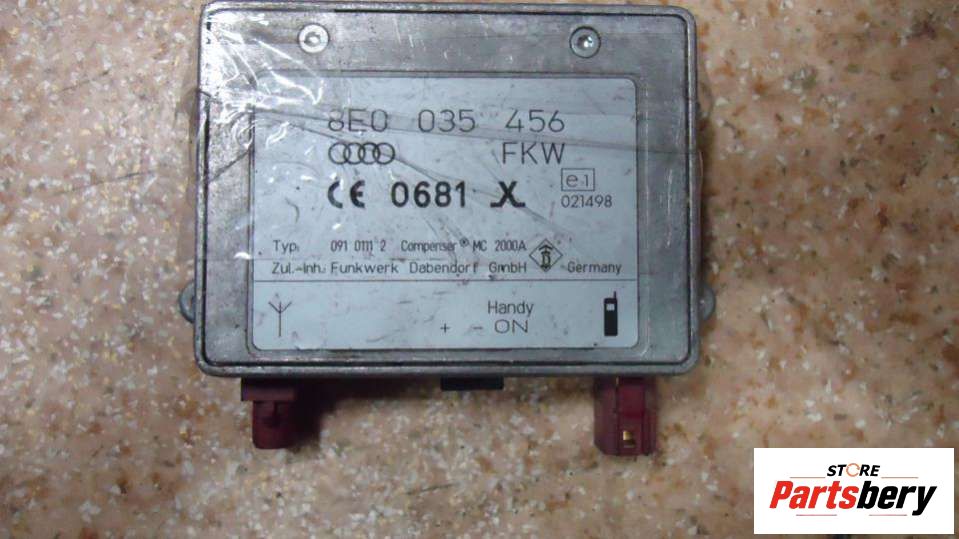 8E0 035 456
FKW
CE 0681 X
e1
021498
Typ: 091 0111 2 Compenser® MC 2000A
Zul.-Inh.: Funkwerk Dabendorf GmbH Germany
Handy
+ - ON
STORE
Partsbery